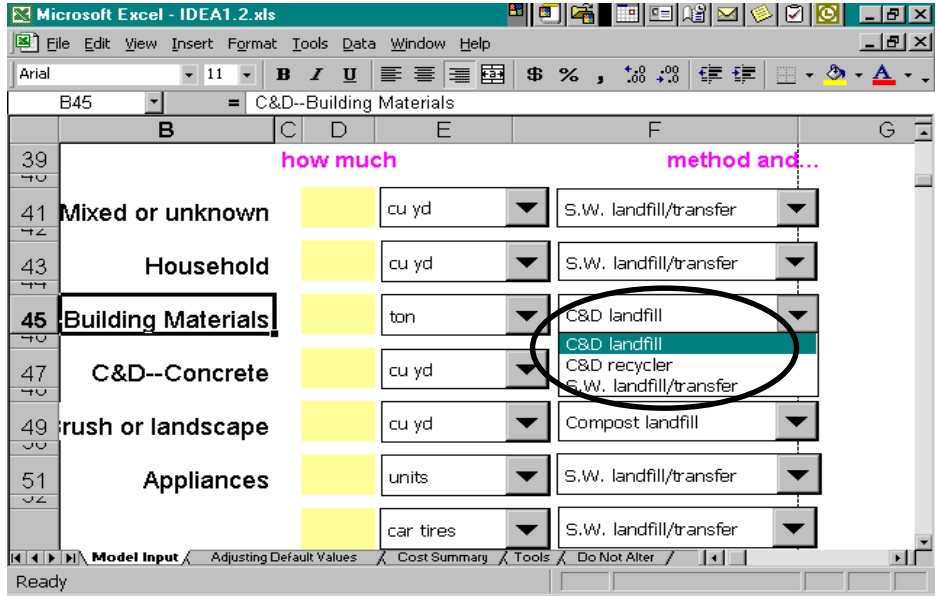 Microsoft Excel - IDEA1.2.xls
File Edit View Insert Format Tools Data Window Help
Arial 11 B I U $ % , .0 .00 .00 .0 A
B45 = C&D--Building Materials
B C D E F G
39 how much method and...
41 Mixed or unknown cu yd S.W. landfill/transfer
43 Household cu yd S.W. landfill/transfer
45 Building Materials ton C&D landfill
C&D landfill
C&D recycler
S.W. landfill/transfer
47 C&D--Concrete cu yd
49 rush or landscape cu yd Compost landfill
51 Appliances units S.W. landfill/transfer
car tires S.W. landfill/transfer
Model Input Adjusting Default Values Cost Summary Tools Do Not Alter
Ready